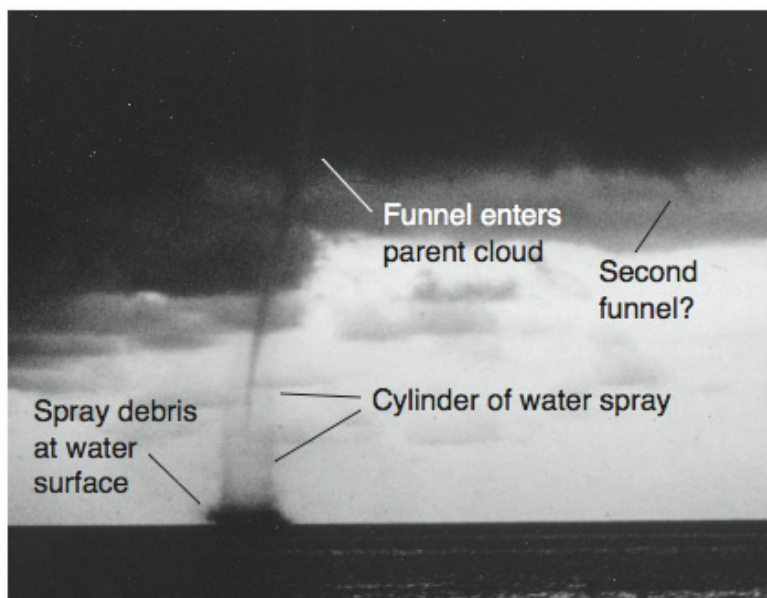 Funnel enters
parent cloud
Second
funnel?
Cylinder of water spray
Spray debris
at water
surface